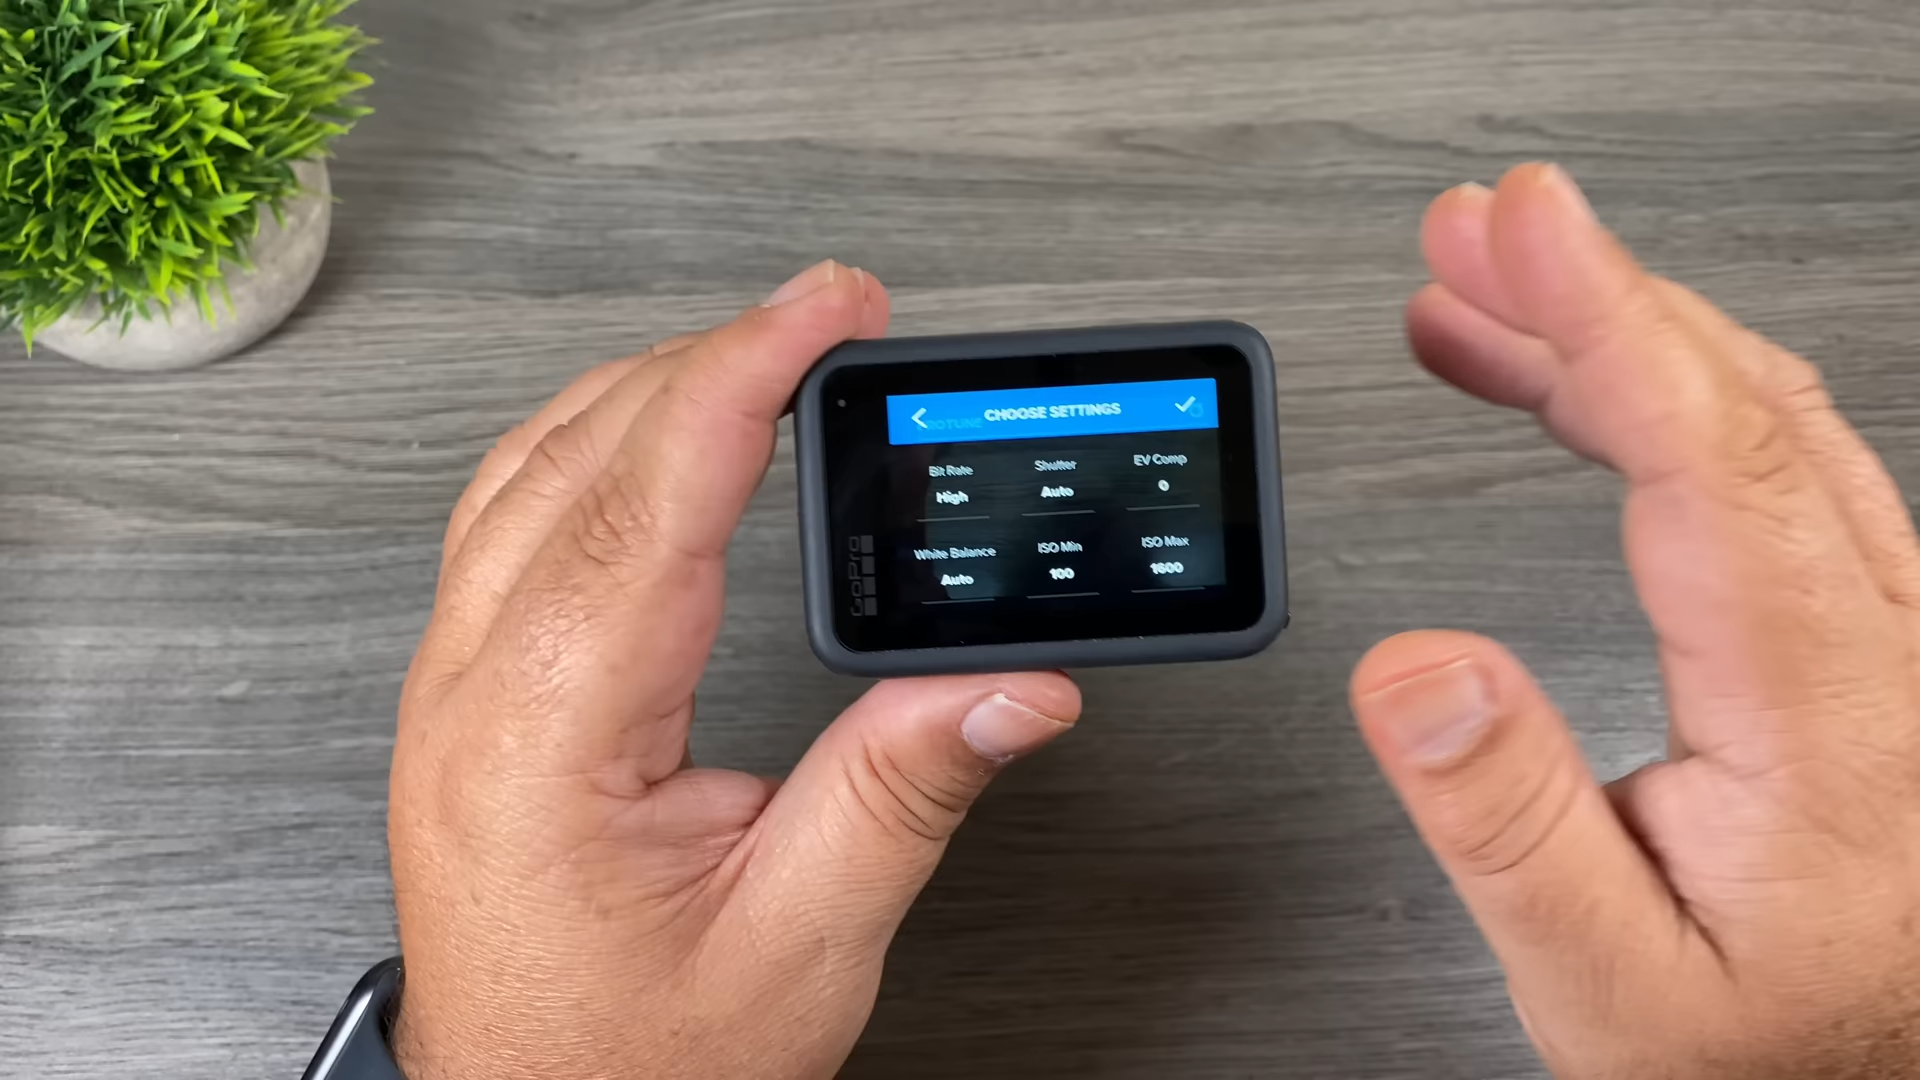 CHOOSE SETTINGS
PROTUNE
Bit Rate
High
Shutter
Auto
EV Comp
0
White Balance
Auto
ISO Min
100
ISO Max
1600
GoPro